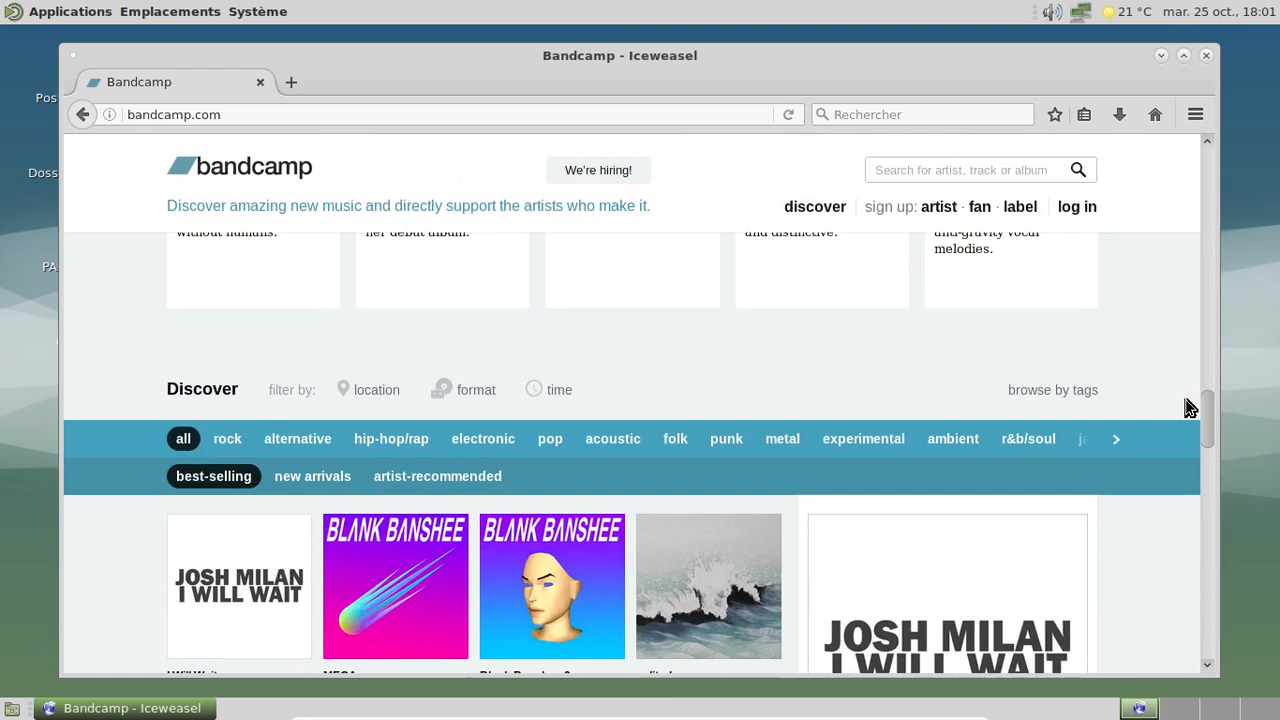 Applications Emplacements Système 21 °C mar. 25 oct., 18:01
Bandcamp - Iceweasel
Bandcamp
bandcamp.com Rechercher
bandcamp We're hiring! Search for artist, track or album
Discover amazing new music and directly support the artists who make it. discover sign up: artist · fan · label log in
without humans. her debut album. and distinctive. anti-gravity vocal
melodies.
Discover filter by: location format time browse by tags
all rock alternative hip-hop/rap electronic pop acoustic folk punk metal experimental ambient r&b/soul
best-selling new arrivals artist-recommended
BLANK BANSHEE BLANK BANSHEE
JOSH MILAN
I WILL WAIT
JOSH MILAN
I WILL WAIT
Pos
Doss
PA
Bandcamp - Iceweasel